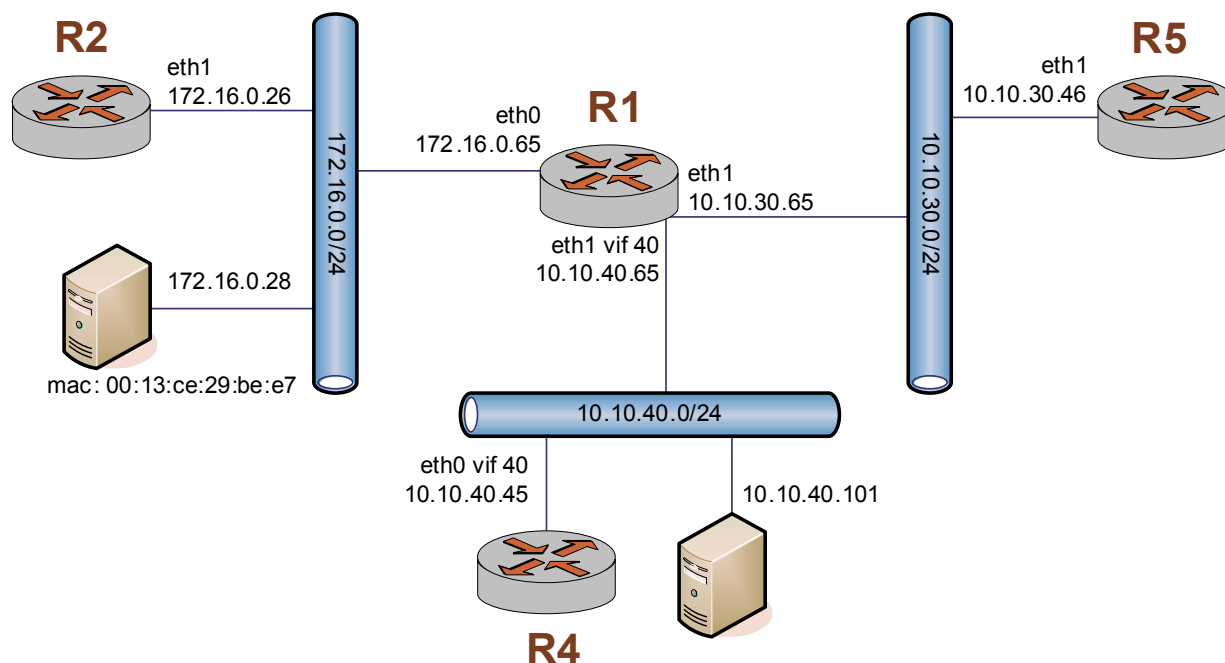 R2
eth1
172.16.0.26
172.16.0.28
mac: 00:13:ce:29:be:e7
172.16.0.0/24
eth0
172.16.0.65
R1
eth1
10.10.30.65
eth1 vif 40
10.10.40.65
10.10.30.0/24
R5
eth1
10.10.30.46
10.10.40.0/24
eth0 vif 40
10.10.40.45
R4
10.10.40.101